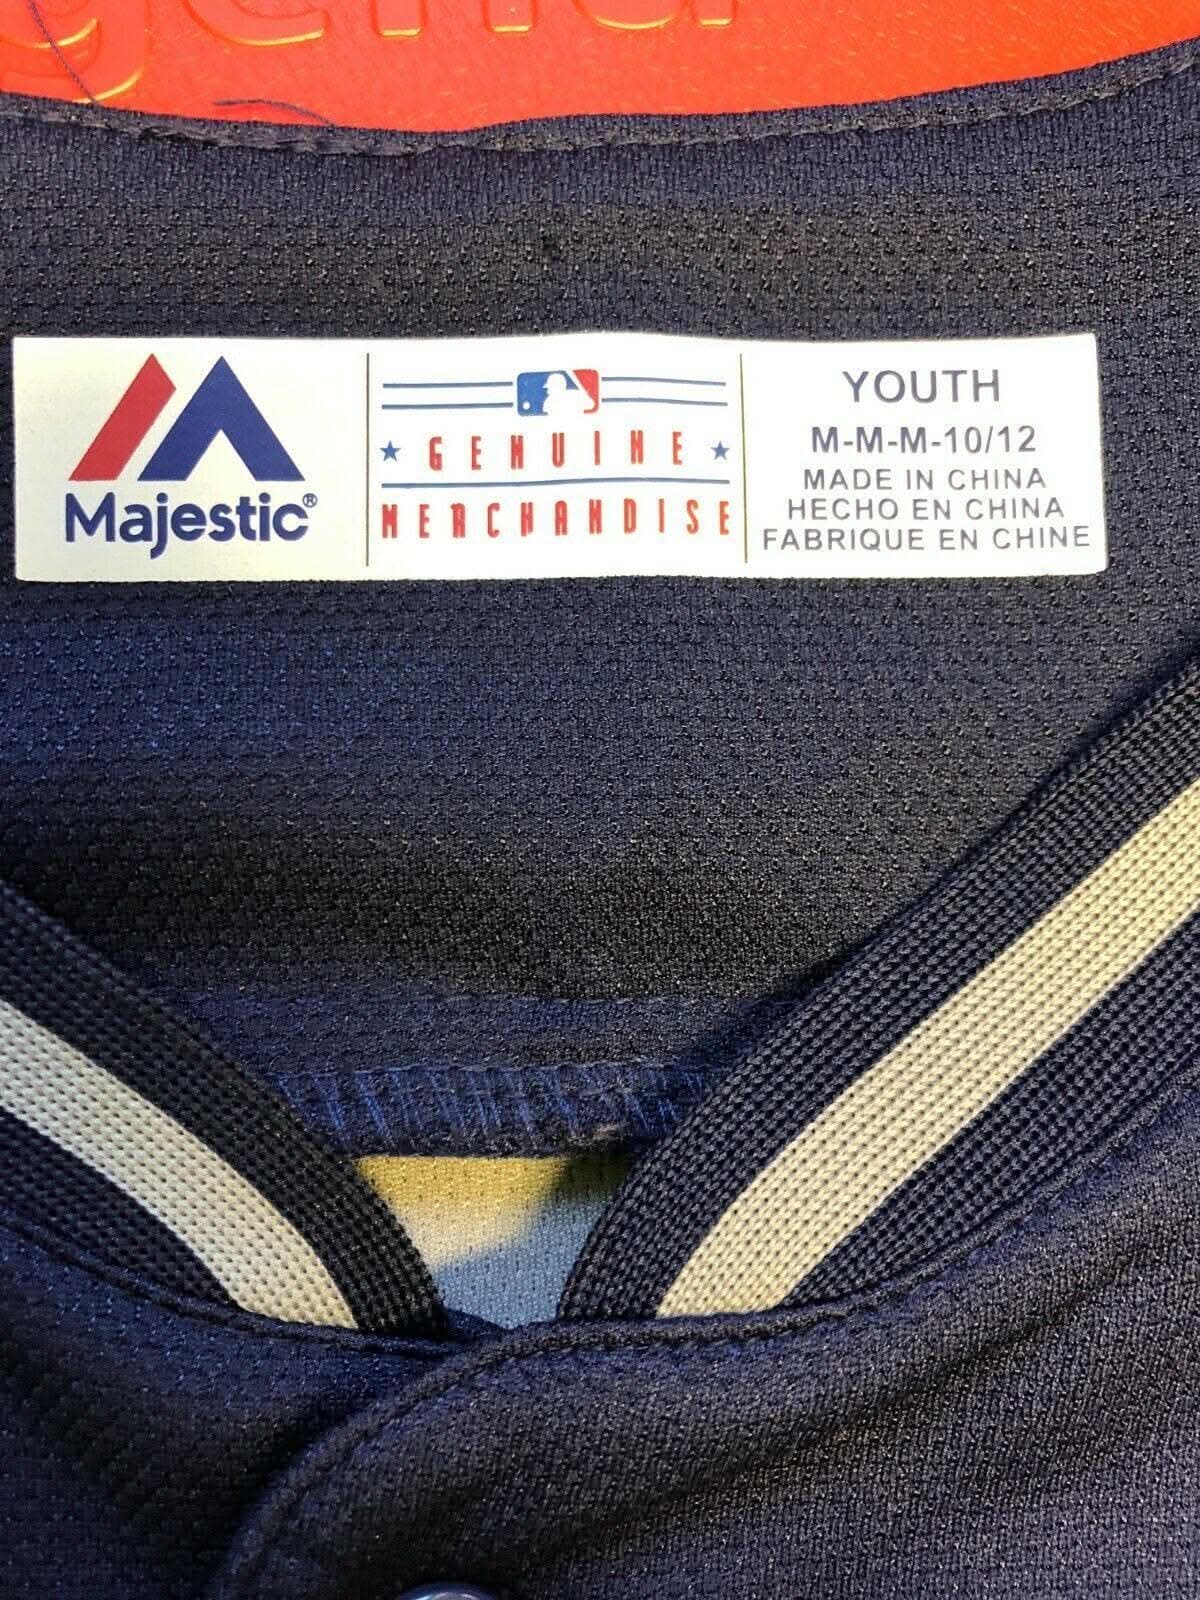 Majestic®
GENUINE
MERCHANDISE
YOUTH
M-M-M-10/12
MADE IN CHINA
HECHO EN CHINA
FABRIQUE EN CHINE